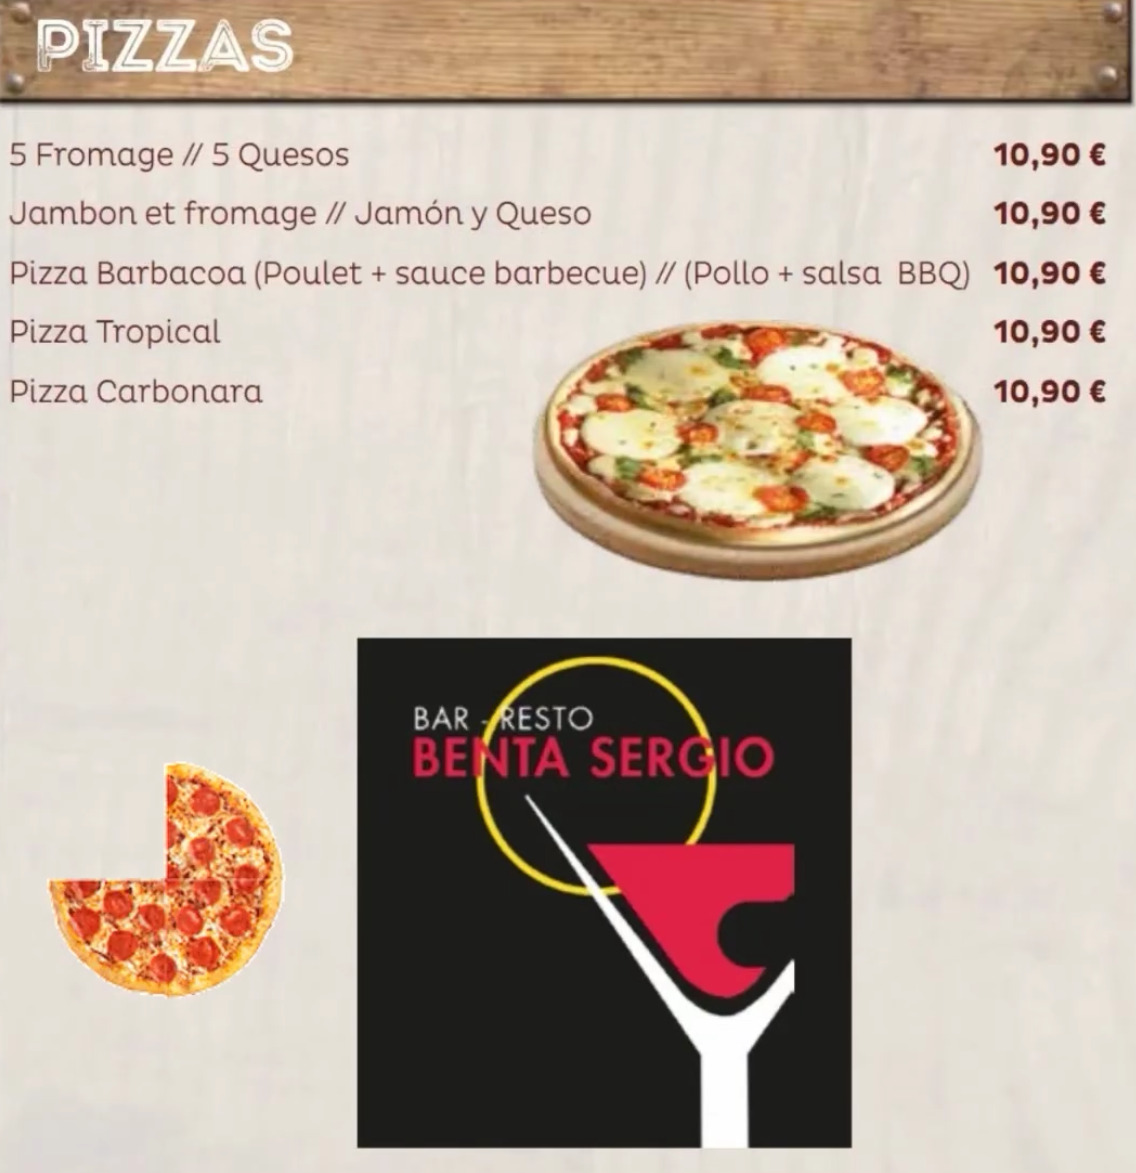 PIZZAS
5 Fromage // 5 Quesos 10,90 €
Jambon et fromage // Jamón y Queso 10,90 €
Pizza Barbacoa (Poulet + sauce barbecue) // (Pollo + salsa BBQ) 10,90 €
Pizza Tropical 10,90 €
Pizza Carbonara 10,90 €
BAR - RESTO
BENTA SERGIO